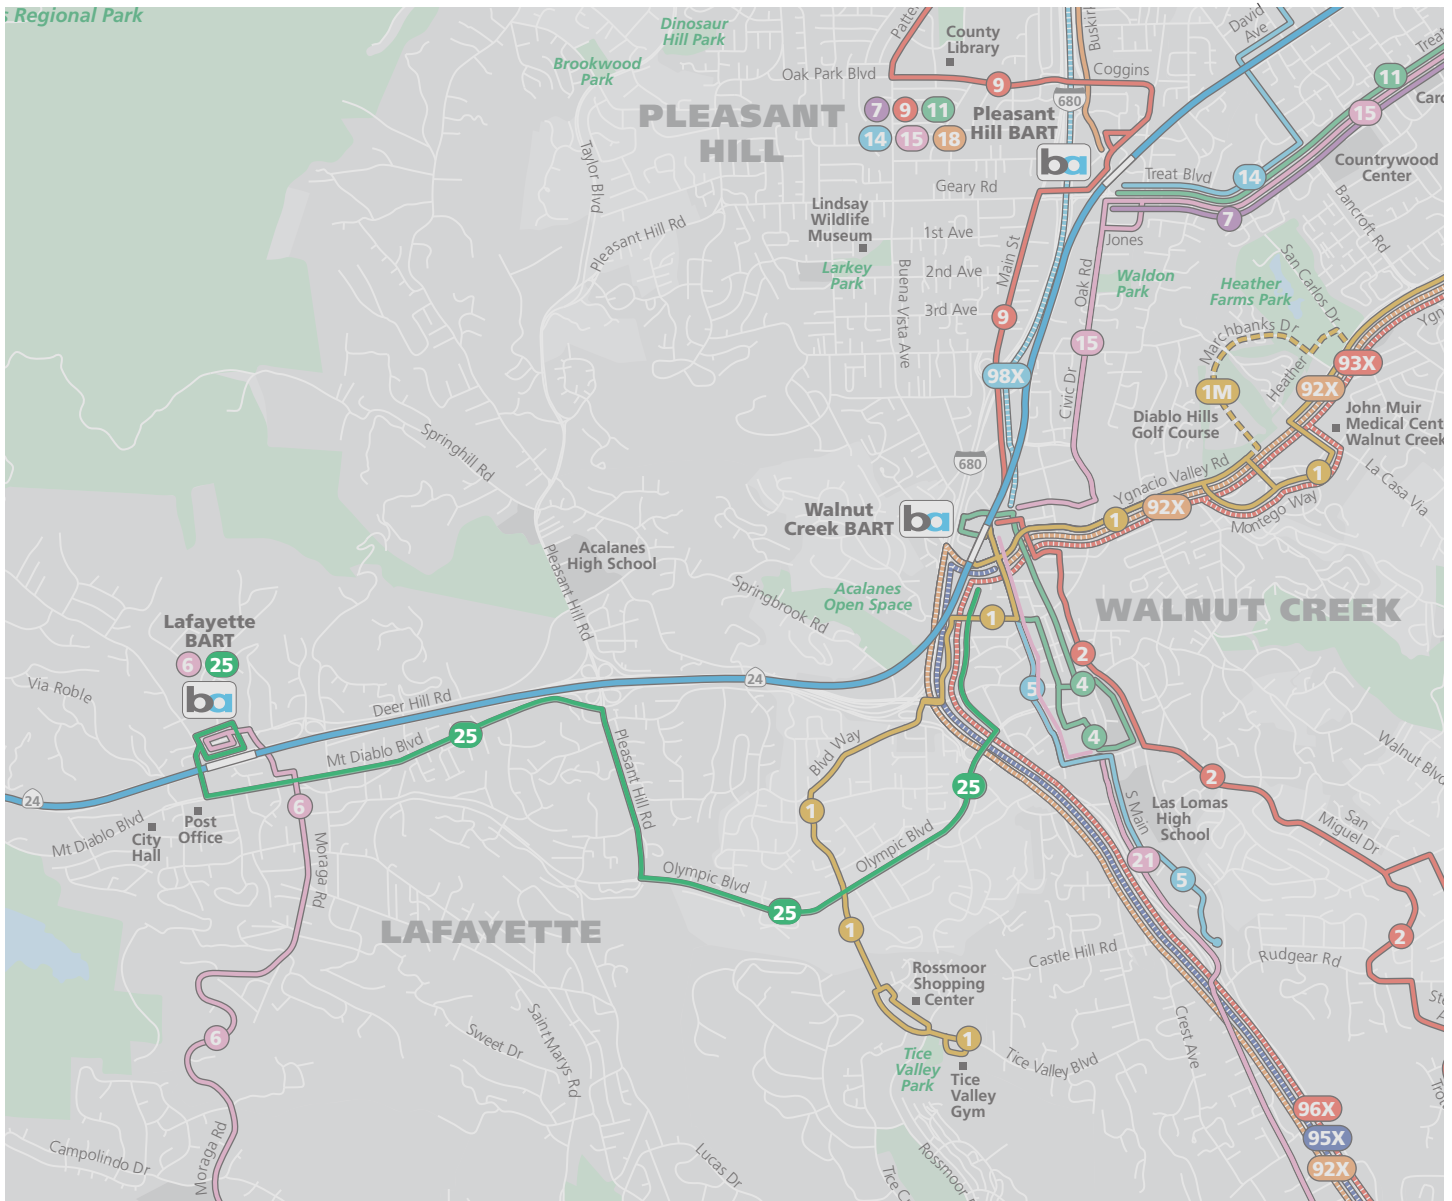 s Regional Park
Dinosaur
Hill Park
Brookwood
Park
County
Library
Oak Park Blvd
Coggins
David
Ave
9
11
15
680
PLEASANT
HILL
7
9
11
14
15
18
Pleasant
Hill BART
ba
Countrywood
Center
Taylor Blvd
Geary Rd
Treat Blvd
14
7
Bancroft Rd
Lindsay
Wildlife
Museum
1st Ave
2nd Ave
3rd Ave
Pleasant Hill Rd
Larkey
Park
Buena Vista Ave
Main St
9
Jones
Oak Rd
Waldon
Park
Heather
Farms Park
San Carlos Dr
Marchbanks Dr
Heather
15
98X
93X
92X
1M
Civic Dr
Diablo Hills
Golf Course
John Muir
Medical Cent
Walnut Creek
Springhill Rd
680
Ygnacio Valley Rd
1
La Casa Via
Walnut
Creek BART
ba
1
92X
Montego Way
Acalanes
High School
Pleasant Hill Rd
Springbrook Rd
Acalanes
Open Space
1
WALNUT CREEK
Lafayette
BART
6
25
ba
Via Roble
Deer Hill Rd
24
2
4
5
4
25
Mt Diablo Blvd
Pleasant Hill Rd
Blvd Way
Walnut Blv
2
24
6
1
25
Post
Office
City
Hall
Mt Diablo Blvd
S Main
Las Lomas
High
School
San
Miguel Dr
Moraga Rd
Olympic Blvd
Olympic Blvd
21
5
25
LAFAYETTE
1
2
Castle Hill Rd
Rudgear Rd
Rossmoor
Shopping
Center
6
Sweet Dr
Saint Marys Rd
1
Crest Ave
Tice
Valley
Park
Tice Valley Blvd
Tice
Valley
Gym
96X
95X
92X
Campolindo Dr
Moraga Rd
Lucas Dr
Rossmoor